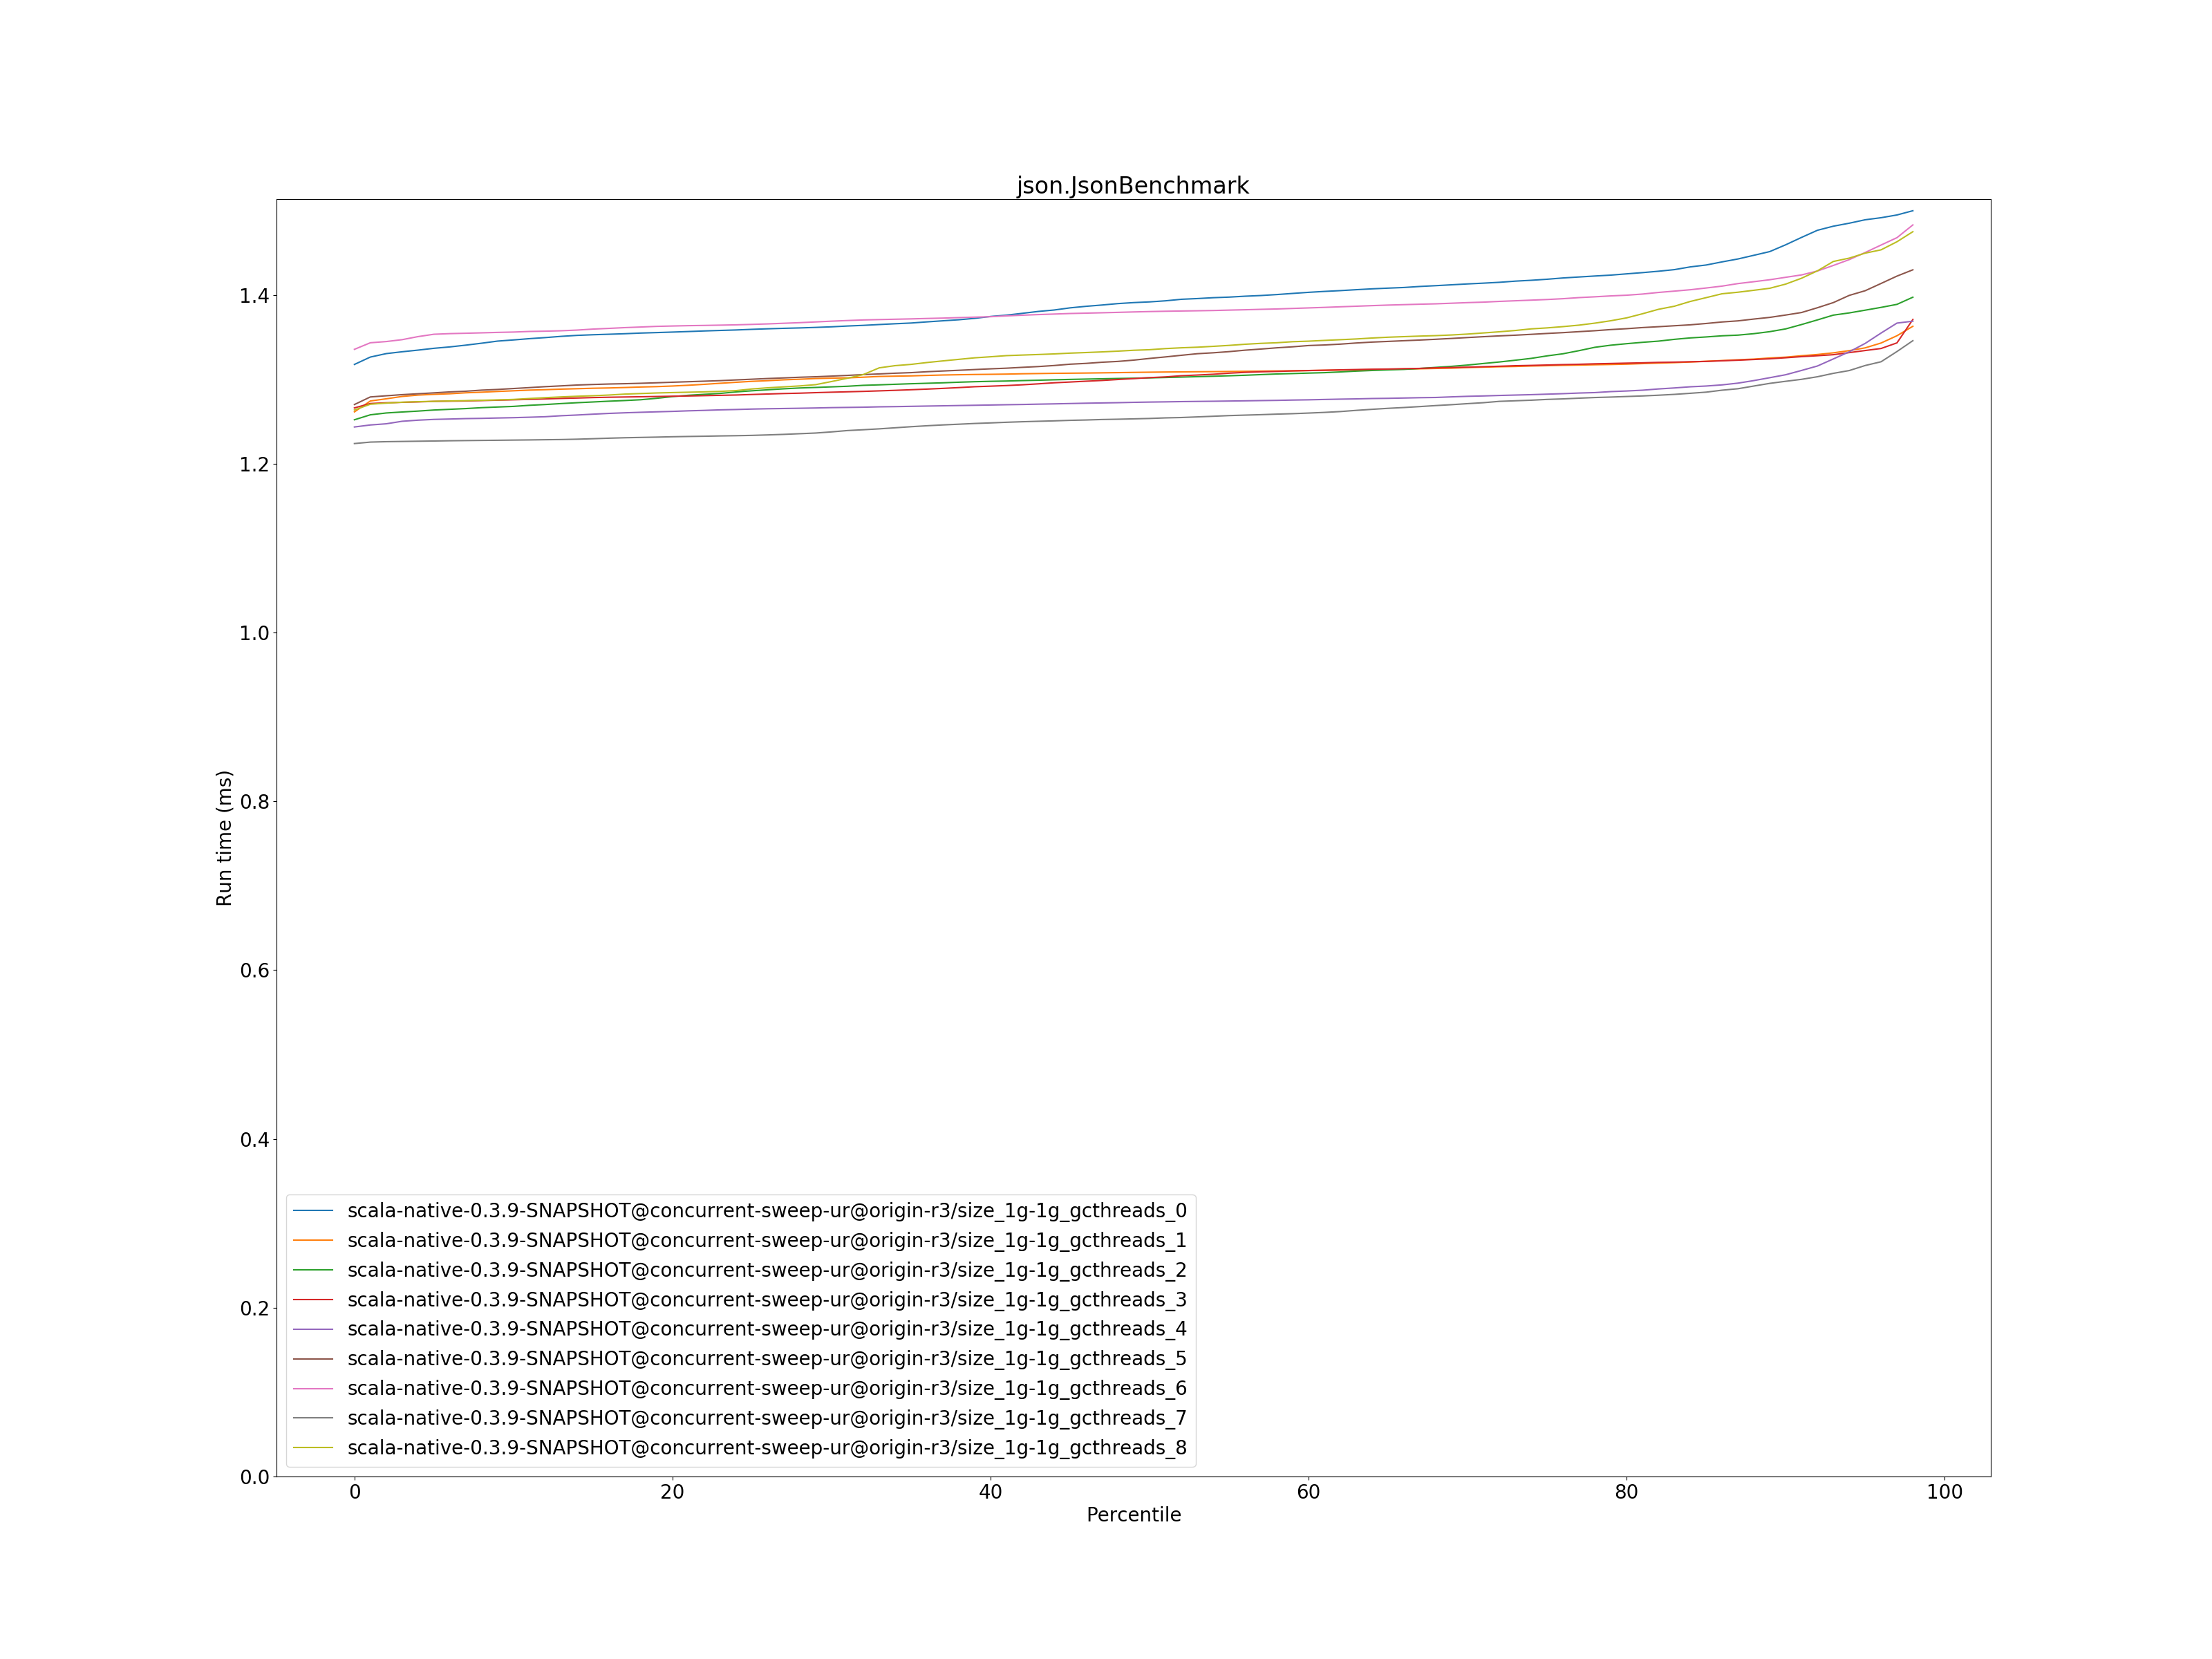 json.JsonBenchmark
1.4
1.2
1.0
0.8
0.6
0.4
0.2
0.0
Run time (ms)
scala-native-0.3.9-SNAPSHOT@concurrent-sweep-ur@origin-r3/size_1g-1g_gcthreads_0
scala-native-0.3.9-SNAPSHOT@concurrent-sweep-ur@origin-r3/size_1g-1g_gcthreads_1
scala-native-0.3.9-SNAPSHOT@concurrent-sweep-ur@origin-r3/size_1g-1g_gcthreads_2
scala-native-0.3.9-SNAPSHOT@concurrent-sweep-ur@origin-r3/size_1g-1g_gcthreads_3
scala-native-0.3.9-SNAPSHOT@concurrent-sweep-ur@origin-r3/size_1g-1g_gcthreads_4
scala-native-0.3.9-SNAPSHOT@concurrent-sweep-ur@origin-r3/size_1g-1g_gcthreads_5
scala-native-0.3.9-SNAPSHOT@concurrent-sweep-ur@origin-r3/size_1g-1g_gcthreads_6
scala-native-0.3.9-SNAPSHOT@concurrent-sweep-ur@origin-r3/size_1g-1g_gcthreads_7
scala-native-0.3.9-SNAPSHOT@concurrent-sweep-ur@origin-r3/size_1g-1g_gcthreads_8
0 20 40 60 80 100
Percentile